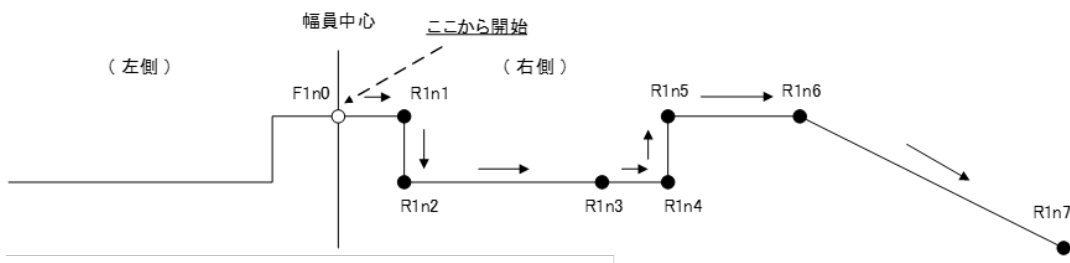 幅員中心
ここから開始
（左側）
（右側）
F1n0
R1n1
R1n5
R1n6
R1n2
R1n3
R1n4
R1n7